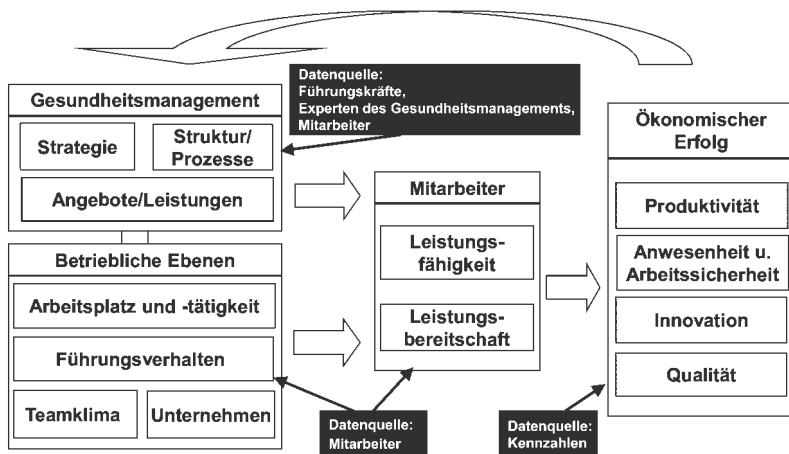 Gesundheitsmanagement
Strategie
Struktur/
Prozesse
Angebote/Leistungen
Datenquelle:
Führungskräfte,
Experten des Gesundheitsmanagements,
Mitarbeiter
Betriebliche Ebenen
Arbeitsplatz und -tätigkeit
Führungsverhalten
Teamklima
Unternehmen
Mitarbeiter
Leistungs-
fähigkeit
Leistungs-
bereitschaft
Datenquelle:
Mitarbeiter
Ökonomischer
Erfolg
Produktivität
Anwesenheit u.
Arbeitssicherheit
Innovation
Qualität
Datenquelle:
Kennzahlen